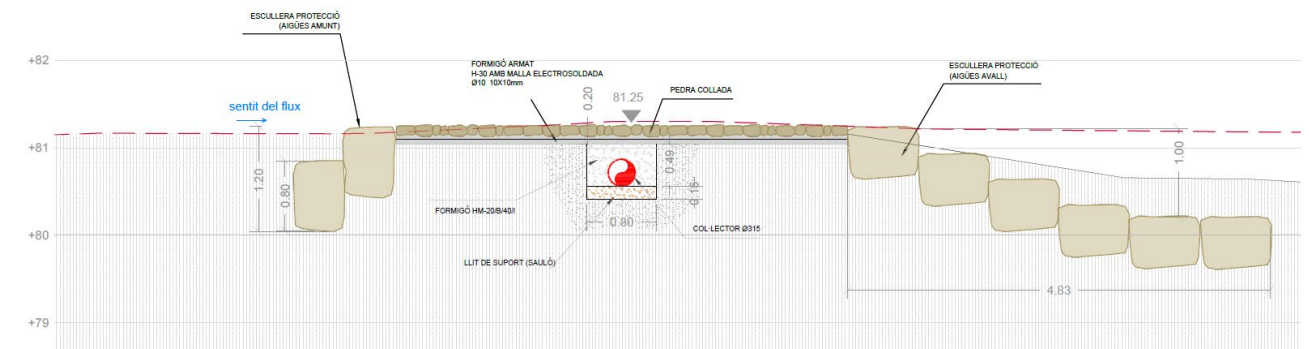 ESCULLERA PROTECCIÓ
(AIGÜES AMUNT)
+82
FORMIGÓ ARMAT
H-30 AMB MALLA ELECTROSOLDADA
Ø10 10X10mm
ESCULLERA PROTECCIÓ
(AIGÜES AVALL)
PEDRA COLLADA
0.20
81.25
sentit del flux
+81
1.20
0.80
0.49
0.16
1.00
FORMIGÓ HM-20/B/40/I
0.80
COL·LECTOR Ø315
+80
LLIT DE SUPORT (SAULÓ)
4.83
+79